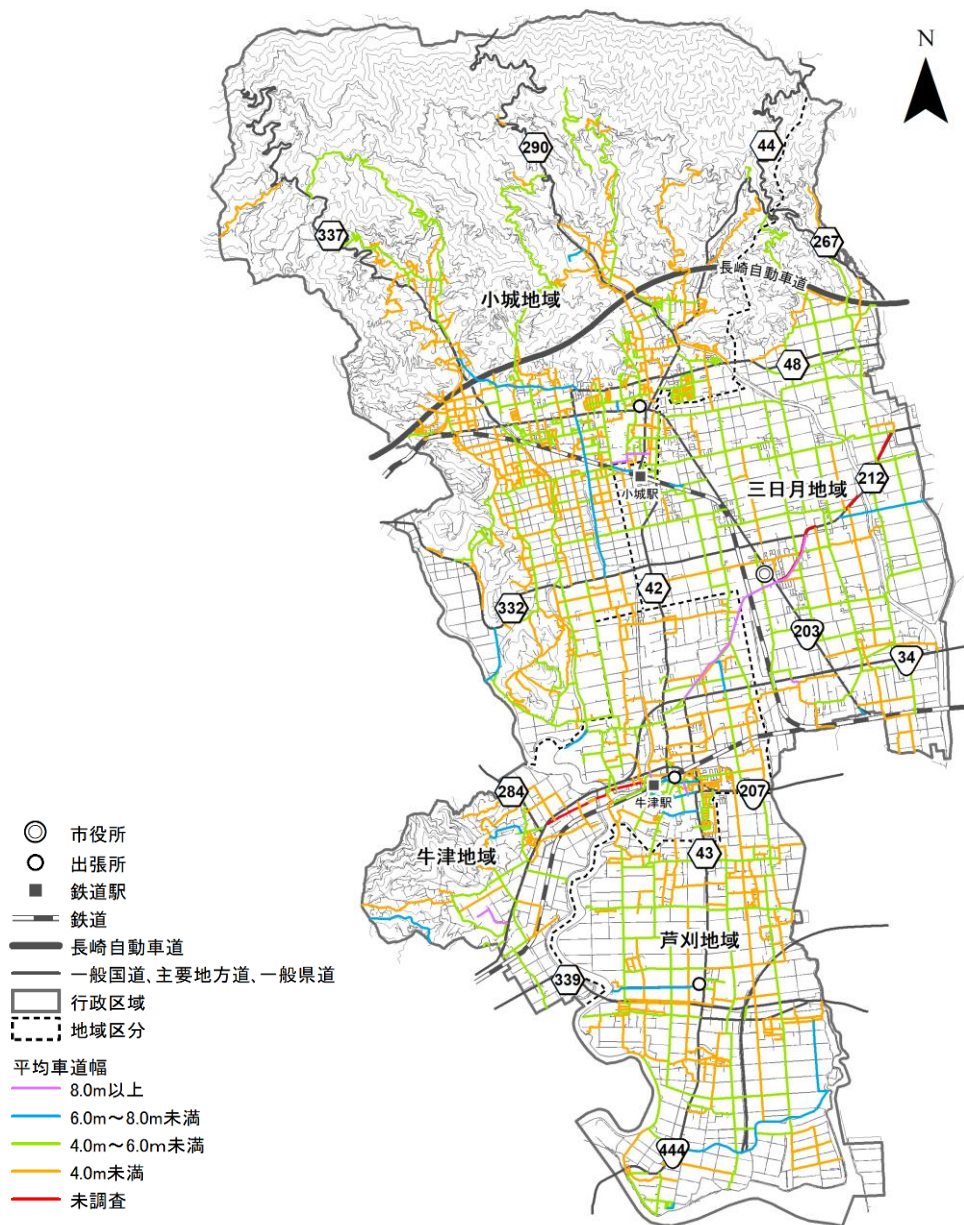 N
290
44
337
267
長崎自動車道
小城地域
48
小城駅
三日月地域
212
42
332
203
34
284
牛津駅
207
牛津地域
43
芦刈地域
339
444
市役所
出張所
鉄道駅
鉄道
長崎自動車道
一般国道、主要地方道、一般県道
行政区域
地域区分
平均車道幅
8.0m以上
6.0m～8.0m未満
4.0m～6.0m未満
4.0m未満
未調査